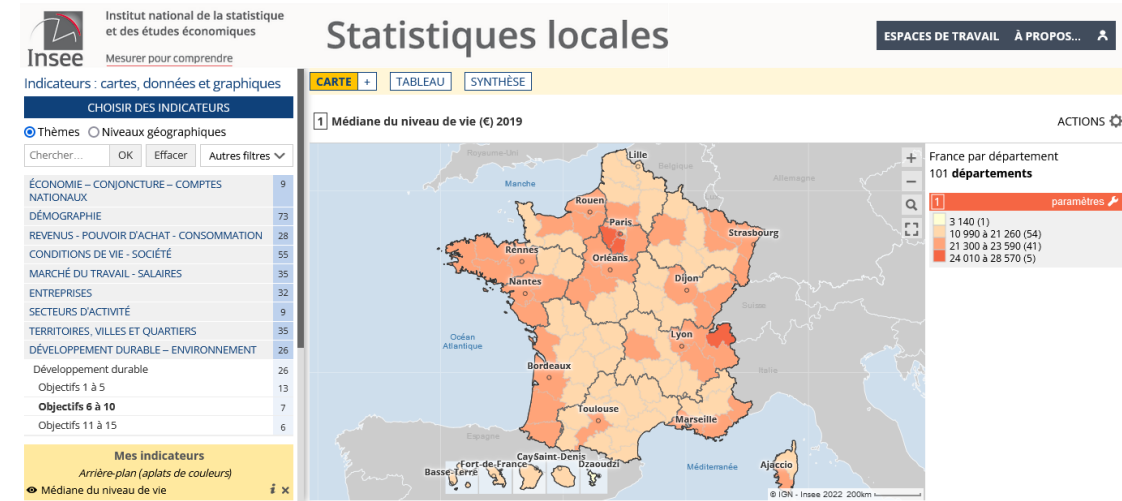 Institut national de la statistique
et des études économiques
Insee
Mesurer pour comprendre
Statistiques locales
ESPACES DE TRAVAIL À PROPOS...
Indicateurs : cartes, données et graphiques
CHOISIR DES INDICATEURS
Thèmes Niveaux géographiques
Chercher... OK Effacer Autres filtres
ÉCONOMIE – CONJONCTURE – COMPTES
NATIONAUX 9
DÉMOGRAPHIE 73
REVENUS - POUVOIR D'ACHAT - CONSOMMATION 28
CONDITIONS DE VIE - SOCIÉTÉ 55
MARCHÉ DU TRAVAIL - SALAIRES 35
ENTREPRISES 32
SECTEURS D'ACTIVITÉ 9
TERRITOIRES, VILLES ET QUARTIERS 35
DÉVELOPPEMENT DURABLE – ENVIRONNEMENT 26
Développement durable 26
Objectifs 1 à 5 13
Objectifs 6 à 10 7
Objectifs 11 à 15 6
Mes indicateurs
Arrière-plan (aplats de couleurs)
Médiane du niveau de vie i ×
CARTE + TABLEAU SYNTHÈSE
1 Médiane du niveau de vie (€) 2019
ACTIONS
Royaume-Uni
Lille
Belgique
Allemagne
Manche
Rouen
Paris
Strasbourg
Rennes
Orléans
Nantes
Dijon
Suisse
Océan
Atlantique
Lyon
Italie
Bordeaux
Toulouse
Marseille
Espagne
Basse-Terre
Fort-de-France
Cay
Saint-Denis
Dzaoudzi
Méditerranée
Ajaccio
© IGN - Insee 2022 200km
+
−
France par département
101 départements
1 paramètres
3 140 (1)
10 990 à 21 260 (54)
21 300 à 23 590 (41)
24 010 à 28 570 (5)